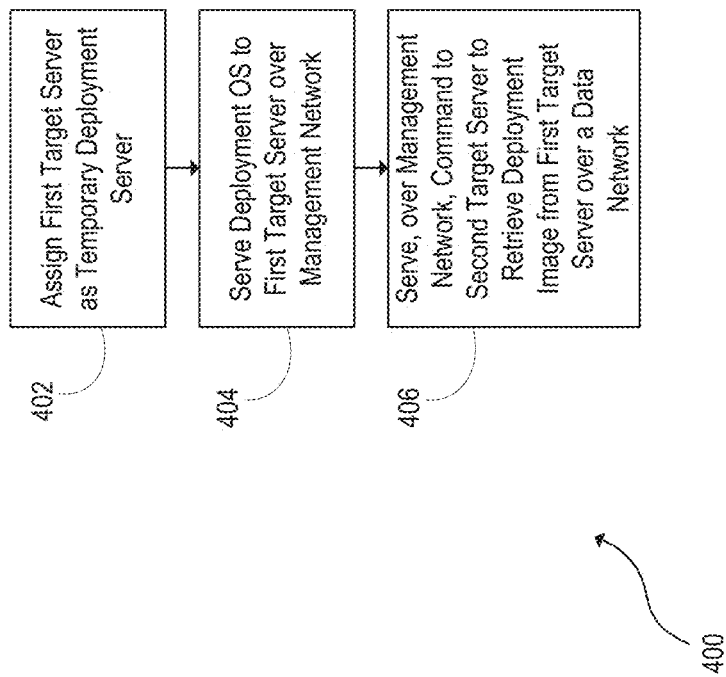 402
Assign First Target Server
as Temporary Deployment
Server
404
Serve Deployment OS to
First Target Server over
Management Network
406
Serve, over Management
Network, Command to
Second Target Server to
Retrieve Deployment
Image from First Target
Server over a Data
Network
400